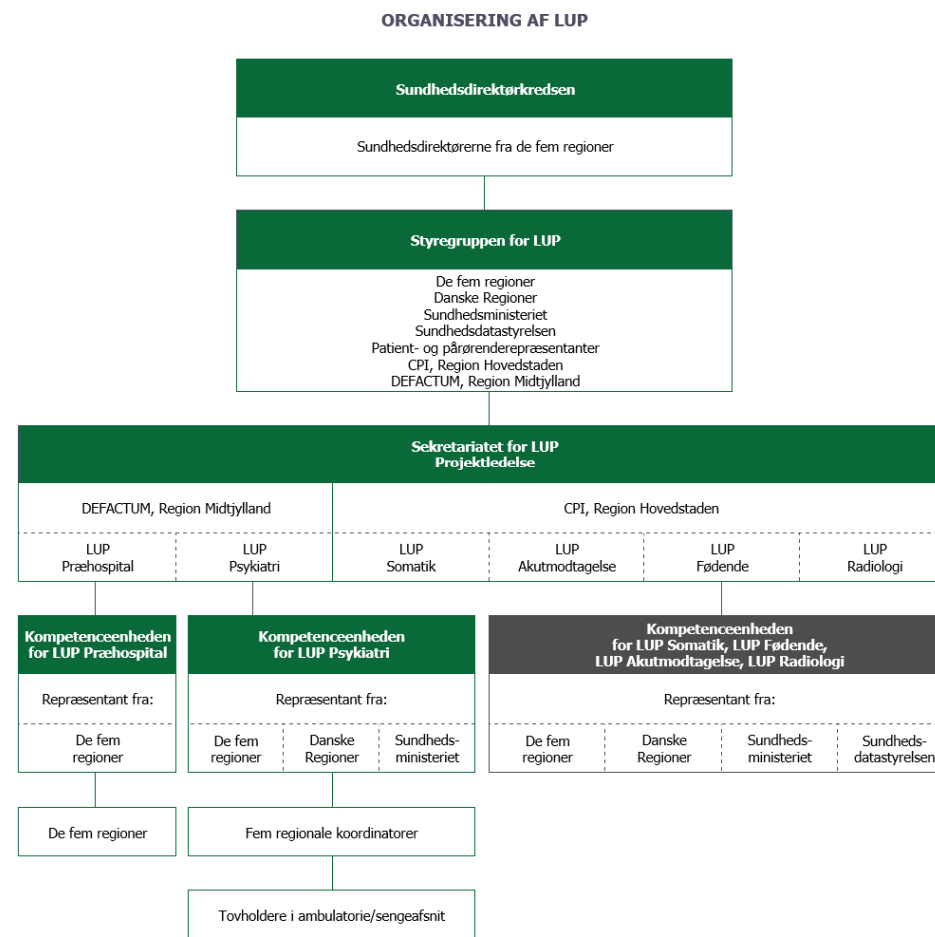 ORGANISERING AF LUP
Sundhedsdirektørkredsen
Sundhedsdirektørerne fra de fem regioner
Styregruppen for LUP
De fem regioner
Danske Regioner
Sundhedsministeriet
Sundhedsdatastyrelsen
Patient- og pårørenderepræsentanter
CPI, Region Hovedstaden
DEFACTUM, Region Midtjylland
Sekretariatet for LUP
Projektledelse
DEFACTUM, Region Midtjylland
CPI, Region Hovedstaden
LUP
Præhospital
LUP
Psykiatri
LUP
Somatik
LUP
Akutmodtagelse
LUP
Fødende
LUP
Radiologi
Kompetenceenheden
for LUP Præhospital
Repræsentant fra:
De fem
regioner
De fem regioner
Kompetenceenheden
for LUP Psykiatri
Repræsentant fra:
De fem
regioner
Danske
Regioner
Sundheds-
ministeriet
Fem regionale koordinatorer
Tovholdere i ambulatorie/sengeafsnit
Kompetenceenheden
for LUP Somatik, LUP Fødende,
LUP Akutmodtagelse, LUP Radiologi
Repræsentant fra:
De fem
regioner
Danske
Regioner
Sundheds-
ministeriet
Sundheds-
datastyrelsen